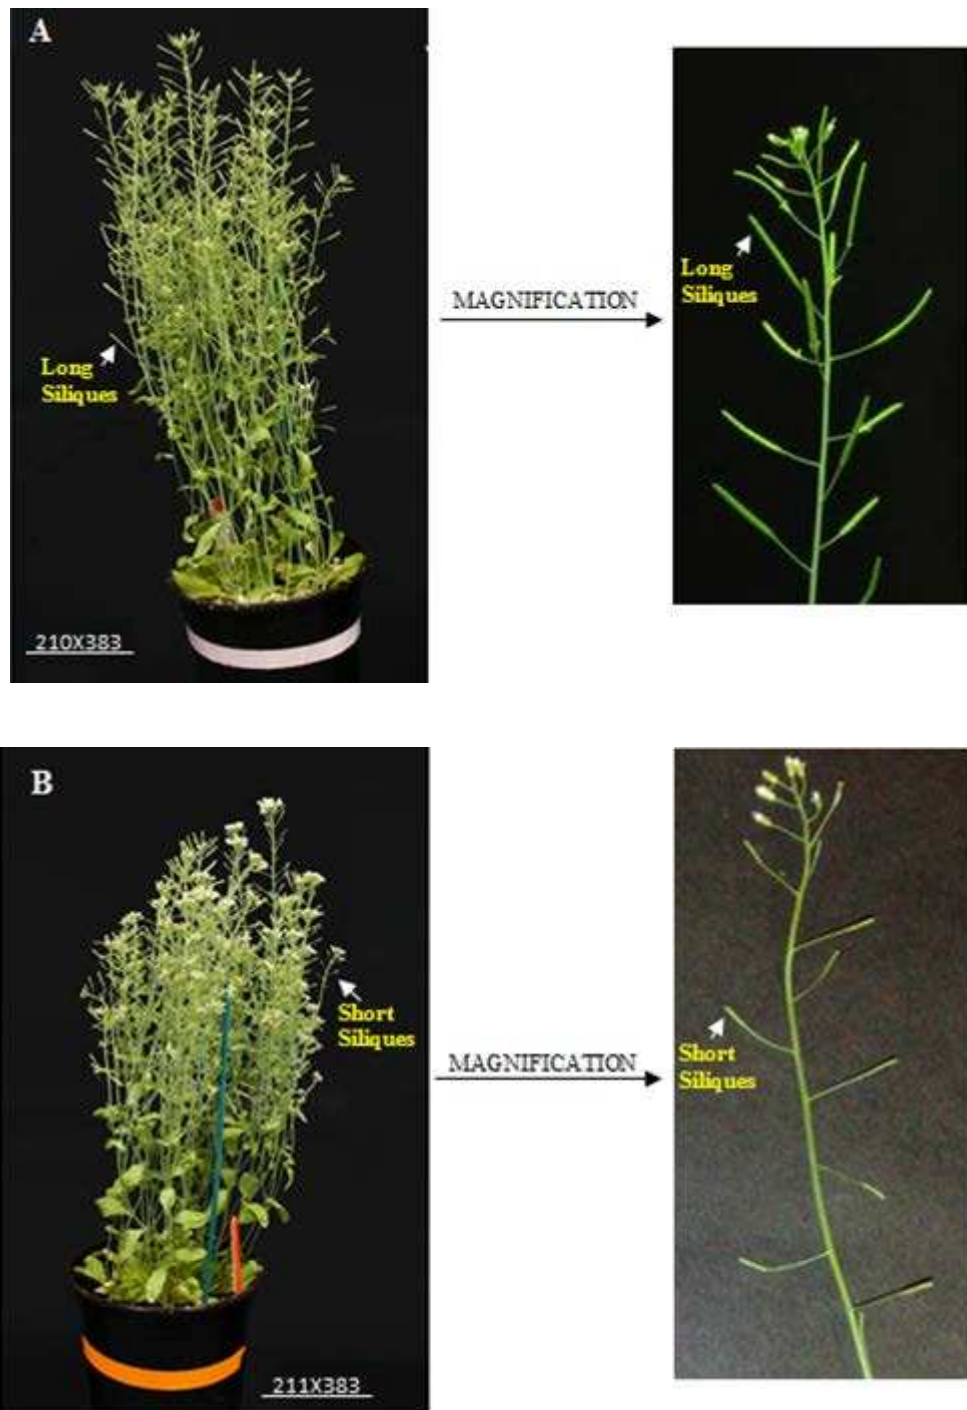 A
Long
Siliques
210X383
MAGNIFICATION
Long
Siliques
B
Short
Siliques
211X383
MAGNIFICATION
Short
Siliques